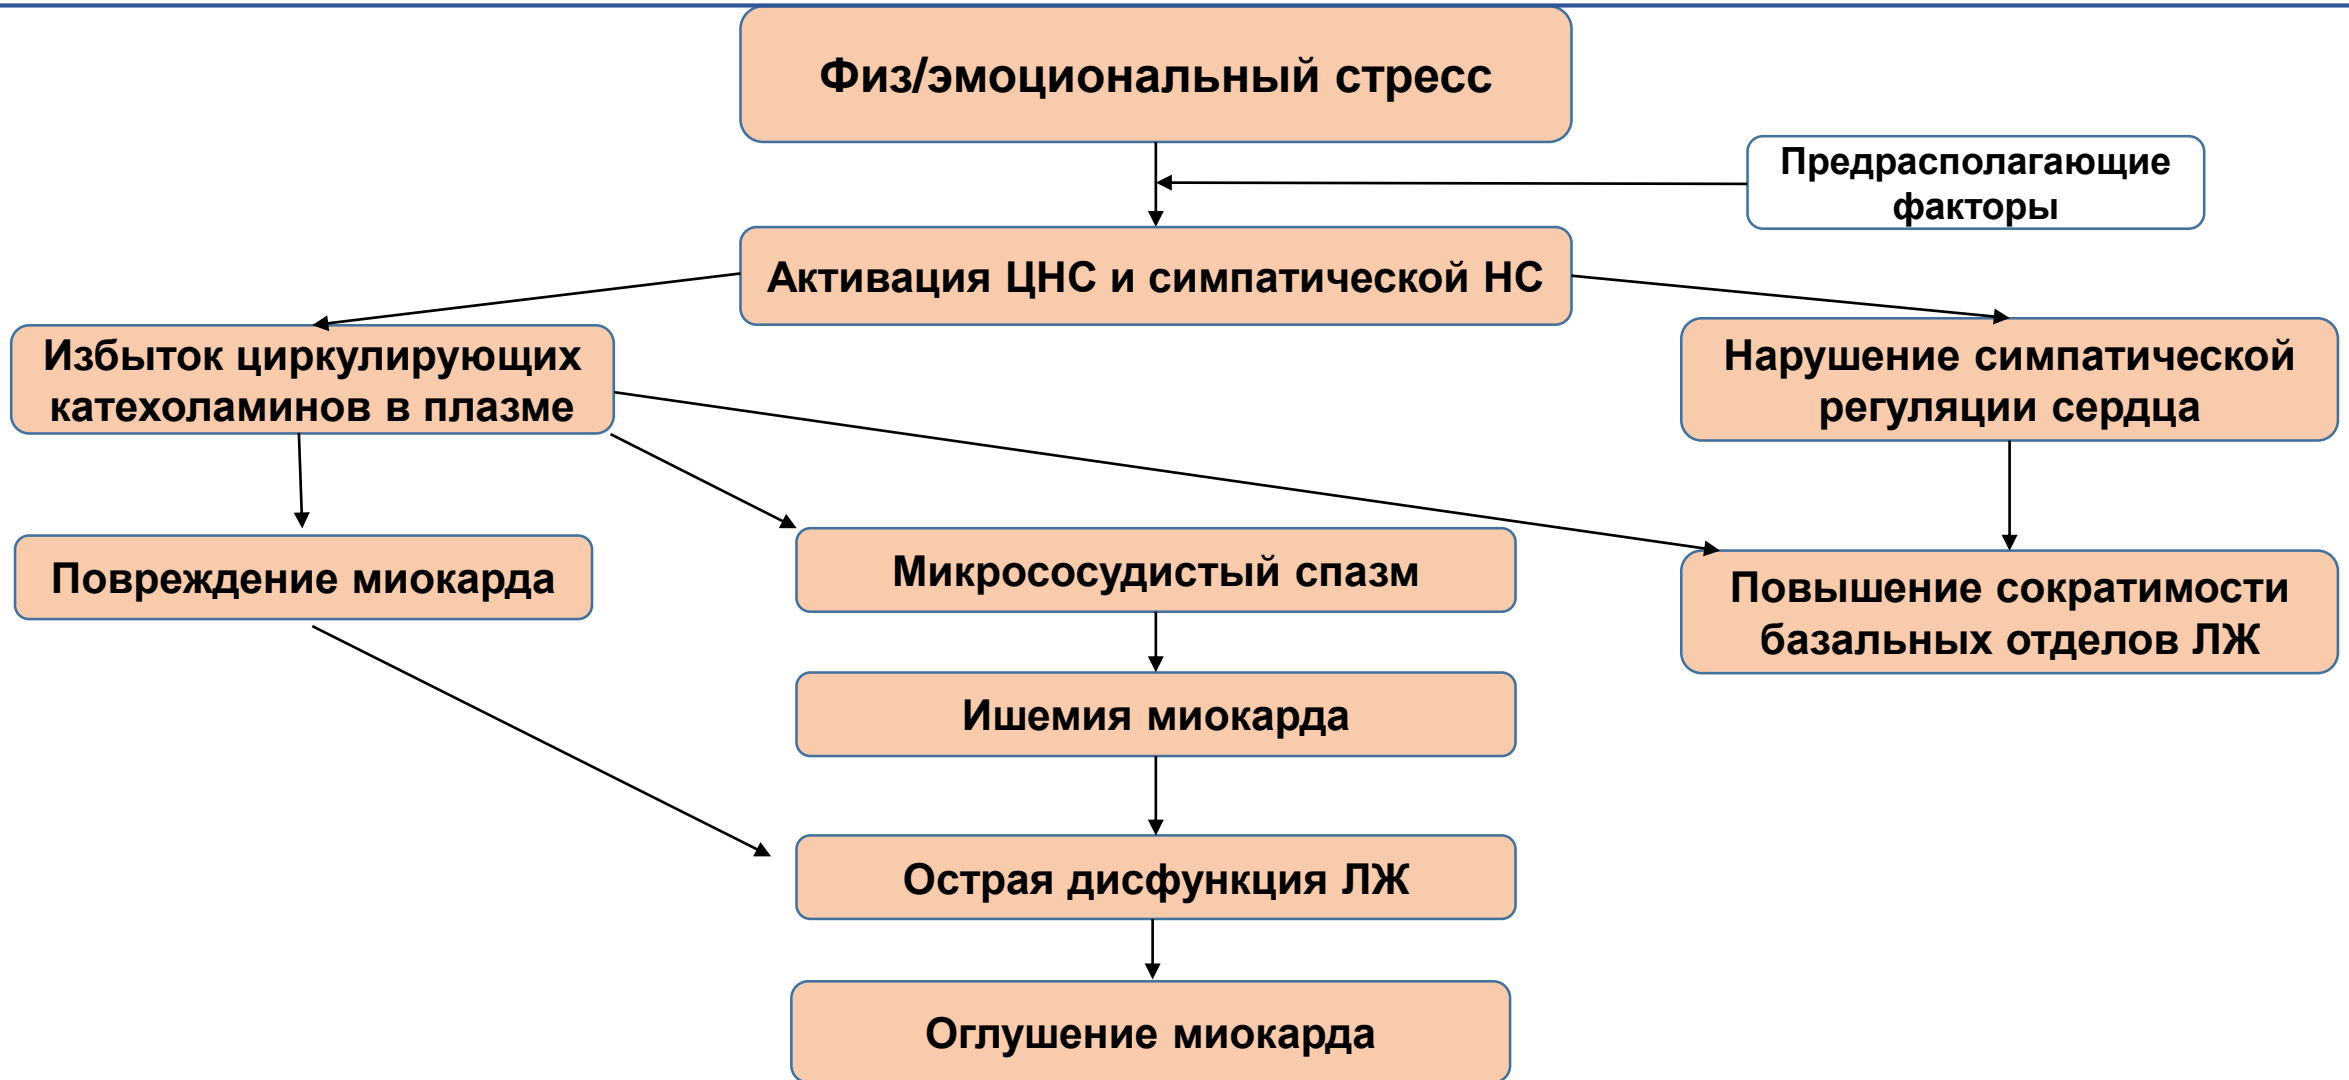 Физ/эмоциональный стресс
Предрасполагающие
факторы
Активация ЦНС и симпатической НС
Избыток циркулирующих
катехоламинов в плазме
Нарушение симпатической
регуляции сердца
Повреждение миокарда
Микрососудистый спазм
Повышение сократимости
базальных отделов ЛЖ
Ишемия миокарда
Острая дисфункция ЛЖ
Оглушение миокарда